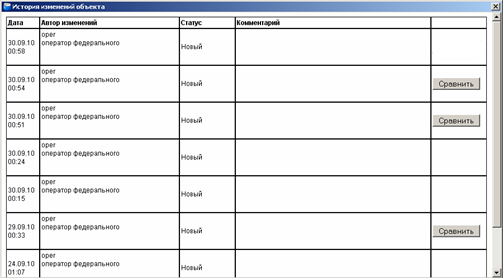 История изменений объекта
Дата Автор изменений Статус Комментарий
30.09.10 00:58 oper оператор федерального Новый
30.09.10 00:54 oper оператор федерального Новый Сравнить
30.09.10 00:51 oper оператор федерального Новый Сравнить
30.09.10 00:24 oper оператор федерального Новый
30.09.10 00:15 oper оператор федерального Новый
29.09.10 00:33 oper оператор федерального Новый Сравнить
24.09.10 01:07 oper оператор федерального Новый